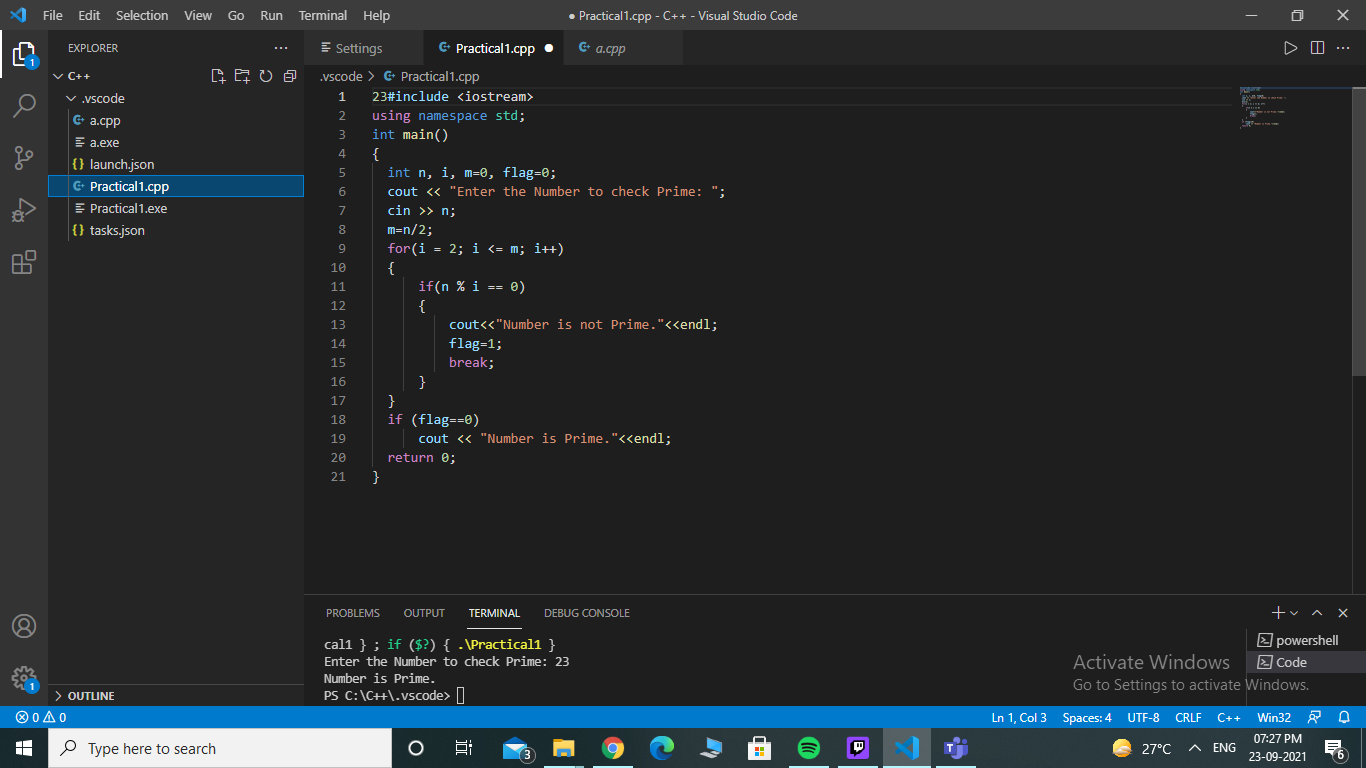 File Edit Selection View Go Run Terminal Help
● Practical1.cpp - C++ - Visual Studio Code
EXPLORER
C++
.vscode
a.cpp
a.exe
launch.json
Practical1.cpp
Practical1.exe
tasks.json
OUTLINE
1
1
Settings Practical1.cpp ● a.cpp
.vscode > Practical1.cpp
1 23#include <iostream>
2 using namespace std;
3 int main()
4 {
5 int n, i, m=0, flag=0;
6 cout << "Enter the Number to check Prime: ";
7 cin >> n;
8 m=n/2;
9 for(i = 2; i <= m; i++)
10 {
11 if(n % i == 0)
12 {
13 cout<<"Number is not Prime."<<endl;
14 flag=1;
15 break;
16 }
17 }
18 if (flag==0)
19 cout << "Number is Prime."<<endl;
20 return 0;
21 }
PROBLEMS OUTPUT TERMINAL DEBUG CONSOLE
cal1 } ; if ($?) { .\Practical1 }
Enter the Number to check Prime: 23
Number is Prime.
PS C:\C++\.vscode>
powershell
Code
Activate Windows
Go to Settings to activate Windows.
0 0 Ln 1, Col 3 Spaces: 4 UTF-8 CRLF C++ Win32
Type here to search
3
27°C ENG
07:27 PM
23-09-2021
6